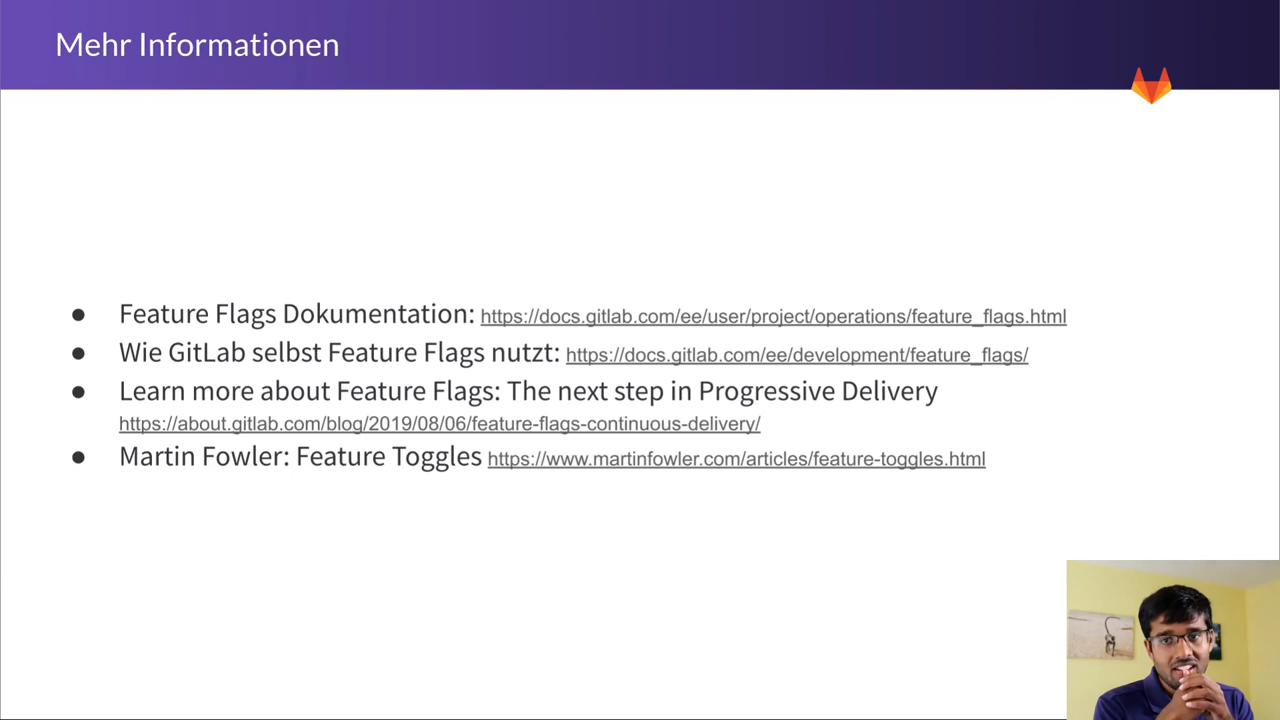 Mehr Informationen
● Feature Flags Dokumentation: https://docs.gitlab.com/ee/user/project/operations/feature_flags.html
● Wie GitLab selbst Feature Flags nutzt: https://docs.gitlab.com/ee/development/feature_flags/
● Learn more about Feature Flags: The next step in Progressive Delivery
https://about.gitlab.com/blog/2019/08/06/feature-flags-continuous-delivery/
● Martin Fowler: Feature Toggles https://www.martinfowler.com/articles/feature-toggles.html